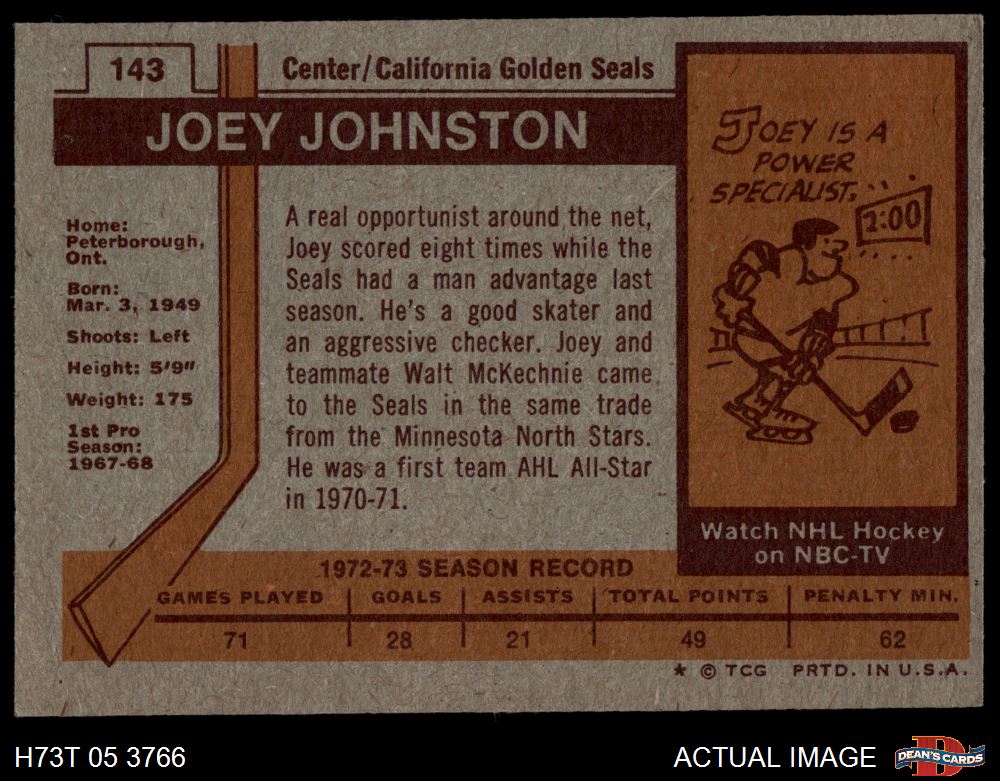 143
Center/California Golden Seals
JOEY JOHNSTON
Home:
Peterborough,
Ont.
Born:
Mar. 3, 1949
Shoots: Left
Height: 5'9"
Weight: 175
1st Pro
Season:
1967-68
A real opportunist around the net,
Joey scored eight times while the
Seals had a man advantage last
season. He's a good skater and
an aggressive checker. Joey and
teammate Walt McKechnie came
to the Seals in the same trade
from the Minnesota North Stars.
He was a first team AHL All-Star
in 1970-71.
JOEY IS A
POWER
SPECIALIST.
2:00
Watch NHL Hockey
on NBC-TV
1972-73 SEASON RECORD
GAMES PLAYED GOALS ASSISTS TOTAL POINTS PENALTY MIN.
71 28 21 49 62
* © TCG PRTD. IN U.S.A.
H73T 05 3766
ACTUAL IMAGE
D
DEAN'S CARDS